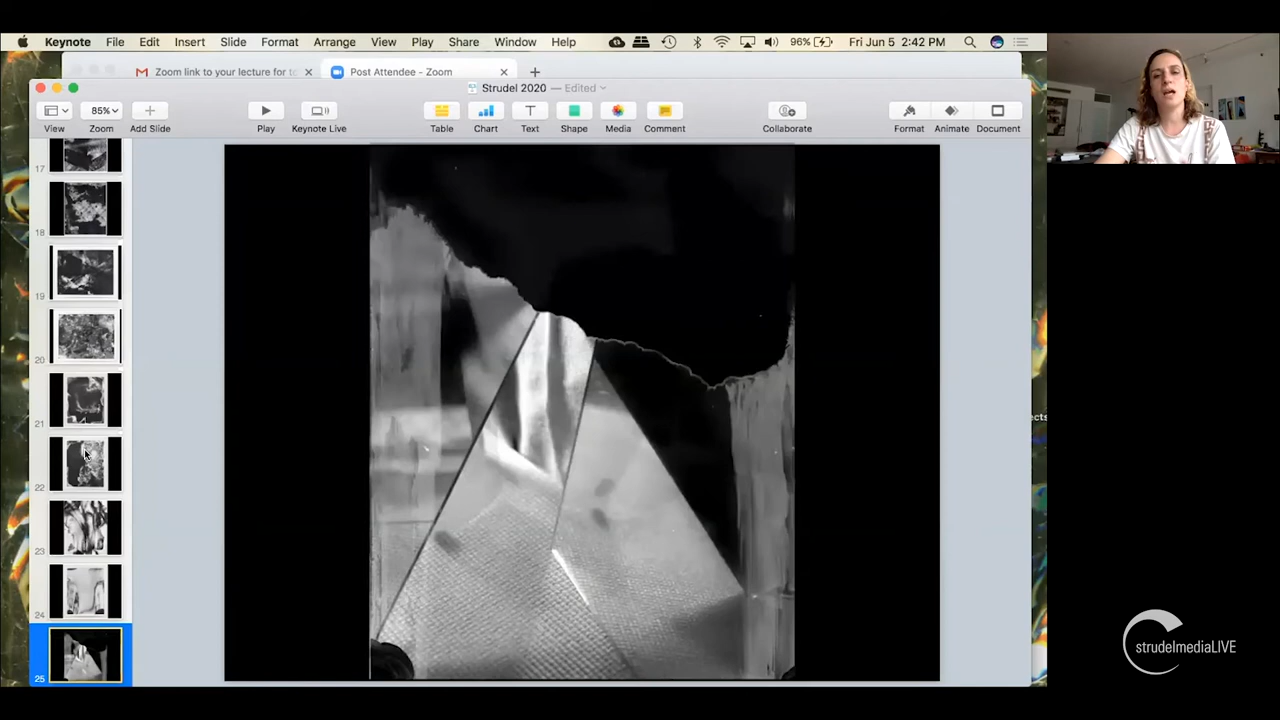 Keynote File Edit Insert Slide Format Arrange View Play Share Window Help 96% Fri Jun 5 2:42 PM
Zoom link to your lecture for to
Post Attendee - Zoom
Strudel 2020 — Edited
85%
View Zoom Add Slide Play Keynote Live Table Chart Text Shape Media Comment Collaborate Format Animate Document
17
18
19
20
21
22
23
24
25
ects
strudelmediaLIVE